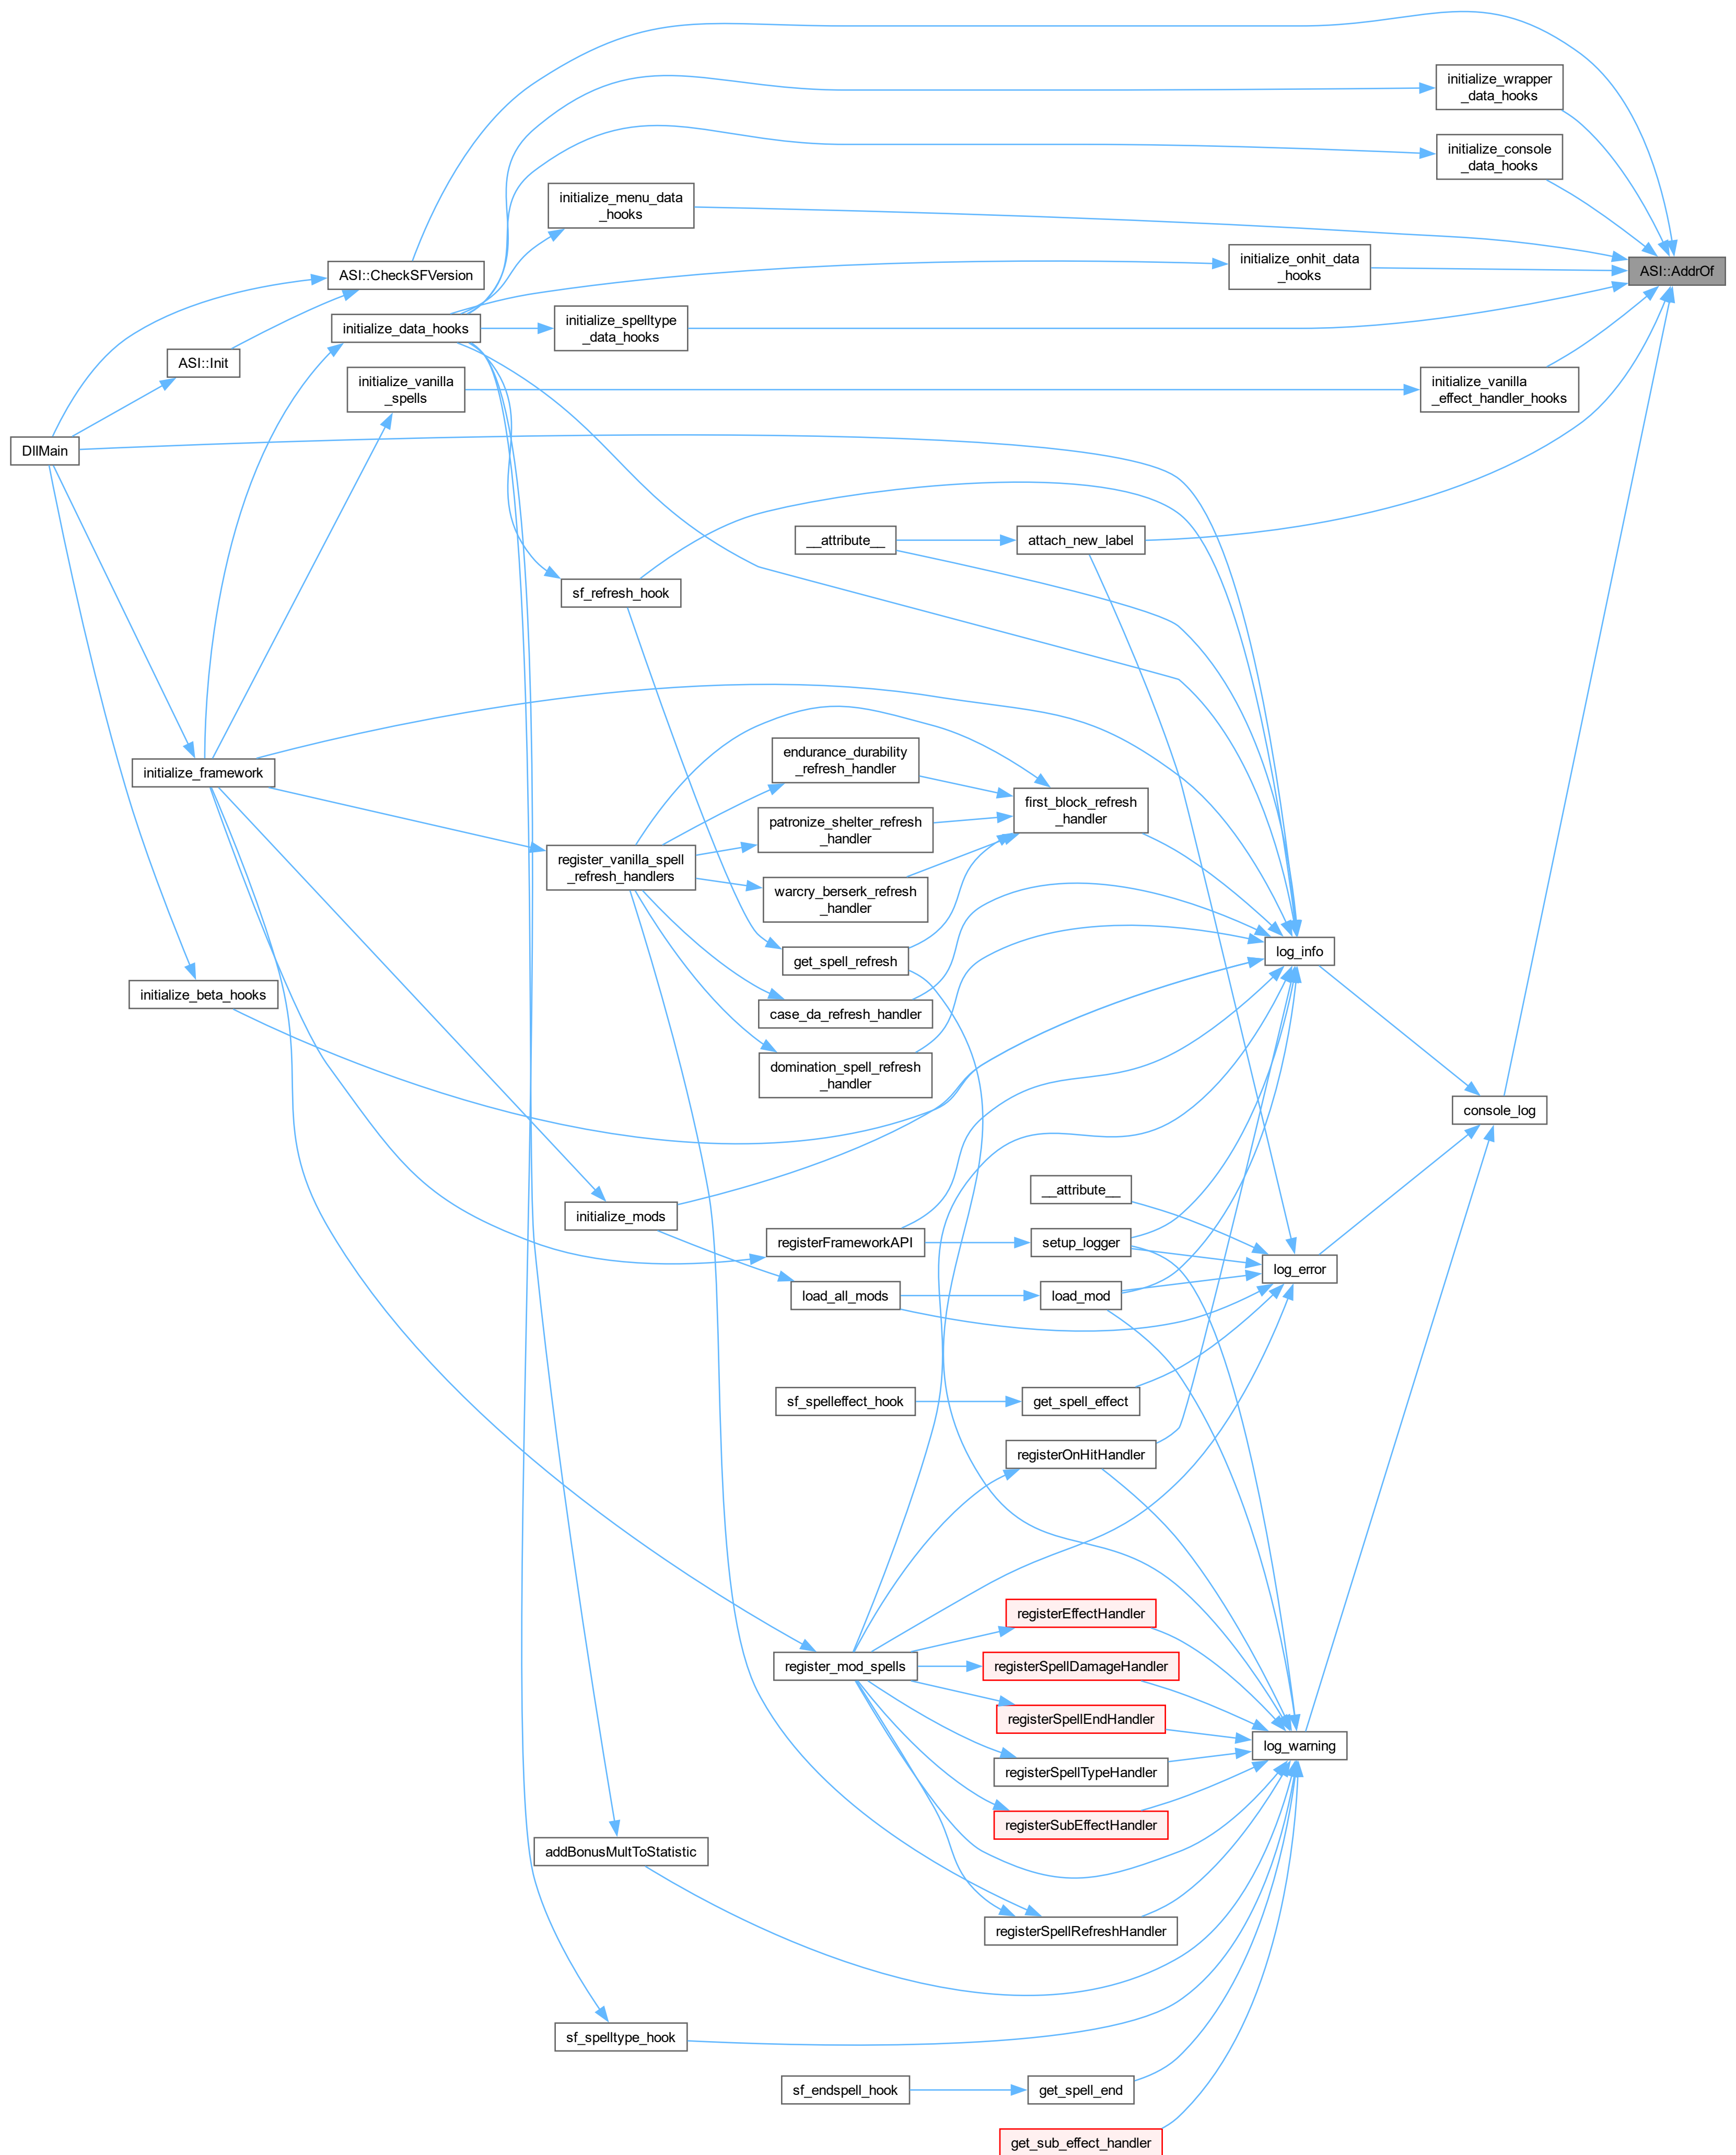 initialize_wrapper
_data_hooks
initialize_console
_data_hooks
initialize_menu_data
_hooks
initialize_onhit_data
_hooks
ASI::AddrOf
ASI::CheckSFVersion
initialize_data_hooks
initialize_spelltype
_data_hooks
ASI::Init
initialize_vanilla
_spells
initialize_vanilla
_effect_handler_hooks
DllMain
__attribute__
attach_new_label
sf_refresh_hook
endurance_durability
_refresh_handler
initialize_framework
first_block_refresh
_handler
patronize_shelter_refresh
_handler
register_vanilla_spell
_refresh_handlers
warcry_berserk_refresh
_handler
log_info
get_spell_refresh
initialize_beta_hooks
case_da_refresh_handler
domination_spell_refresh
_handler
console_log
__attribute__
initialize_mods
registerFrameworkAPI
setup_logger
log_error
load_all_mods
load_mod
sf_spelleffect_hook
get_spell_effect
registerOnHitHandler
registerEffectHandler
register_mod_spells
registerSpellDamageHandler
registerSpellEndHandler
log_warning
registerSpellTypeHandler
registerSubEffectHandler
addBonusMultToStatistic
registerSpellRefreshHandler
sf_spelltype_hook
sf_endspell_hook
get_spell_end
get_sub_effect_handler